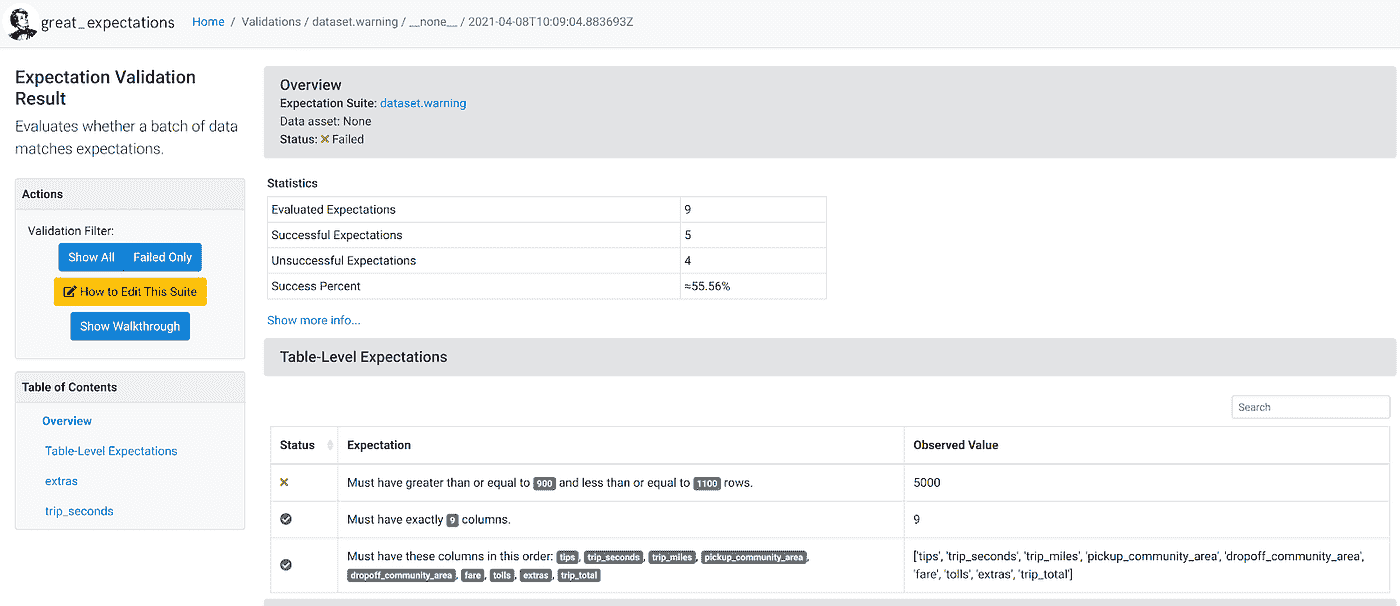 great_expectations Home / Validations / dataset.warning / __none__ / 2021-04-08T10:09:04.883693Z
Expectation Validation
Result
Evaluates whether a batch of data
matches expectations.
Actions
Validation Filter:
Show All Failed Only
How to Edit This Suite
Show Walkthrough
Table of Contents
Overview
Table-Level Expectations
extras
trip_seconds
Overview
Expectation Suite: dataset.warning
Data asset: None
Status: Failed
Statistics
Evaluated Expectations 9
Successful Expectations 5
Unsuccessful Expectations 4
Success Percent ≈55.56%
Show more info...
Table-Level Expectations
Search
Status Expectation Observed Value
Must have greater than or equal to 900 and less than or equal to 1100 rows. 5000
Must have exactly 9 columns. 9
Must have these columns in this order: tips, trip_seconds, trip_miles, pickup_community_area,
dropoff_community_area, fare, tolls, extras, trip_total
['tips', 'trip_seconds', 'trip_miles', 'pickup_community_area', 'dropoff_community_area',
'fare', 'tolls', 'extras', 'trip_total']